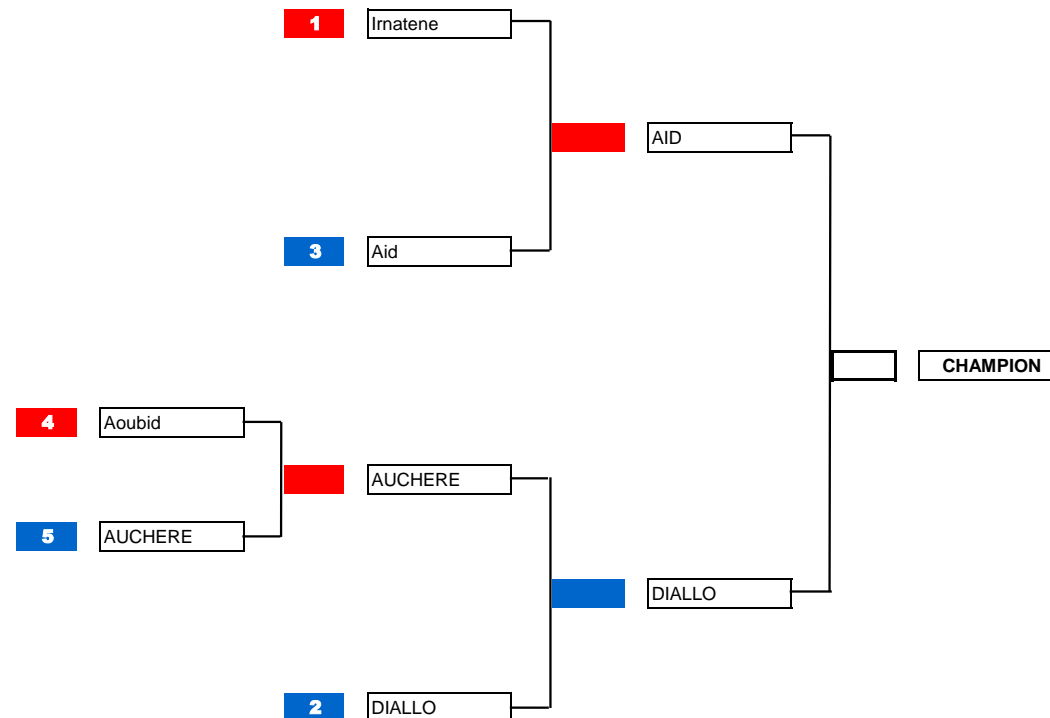 1 Irnatene
AID
3 Aid
CHAMPION
4 Aoubid
AUCHERE
5 AUCHERE
DIALLO
2 DIALLO